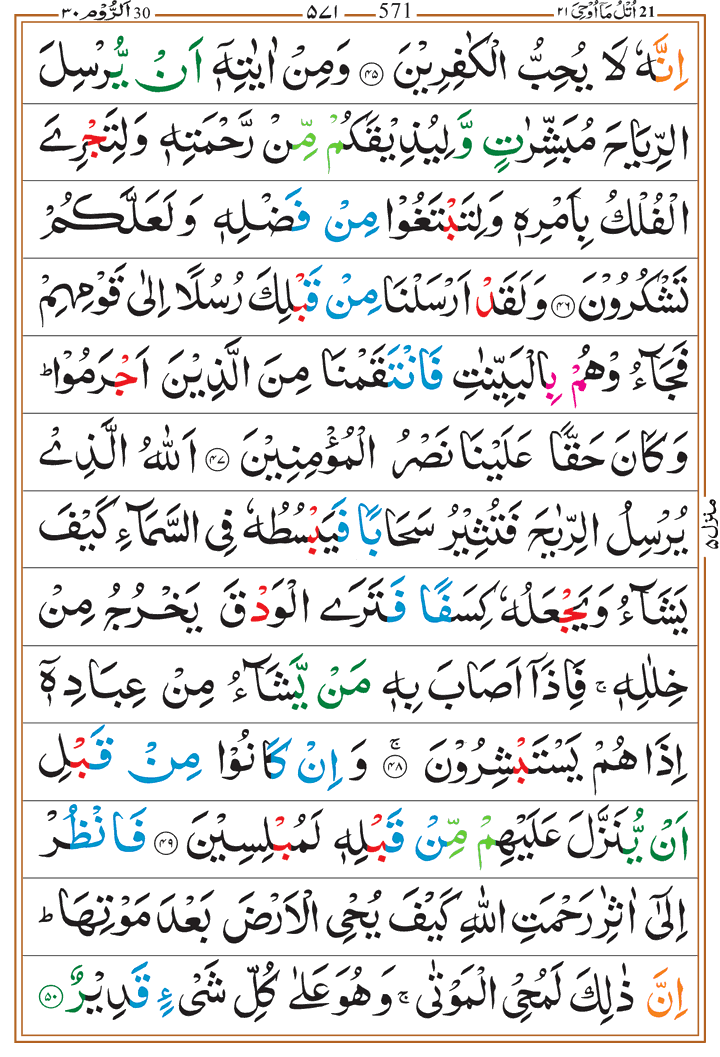 21 اُتْلُ مَاۤ اُوْحِیَ ۲۱ — 571 — ۵۷۱ — 30 اَلرُّوْم ۳۰
اِنَّهٗ لَا یُحِبُّ الْكٰفِرِیْنَ ۝۴۵ وَمِنْ اٰیٰتِهٖۤ اَنْ یُّرْسِلَ
الرِّیَاحَ مُبَشِّرٰتٍ وَّلِیُذِیْقَكُمْ مِّنْ رَّحْمَتِهٖ وَلِتَجْرِیَ
الْفُلْكُ بِاَمْرِهٖ وَلِتَبْتَغُوْا مِنْ فَضْلِهٖ وَلَعَلَّكُمْ
تَشْكُرُوْنَ ۝۴۶ وَلَقَدْ اَرْسَلْنَا مِنْ قَبْلِكَ رُسُلًا اِلٰی قَوْمِهِمْ
فَجَآءُوْهُمْ بِالْبَیِّنٰتِ فَانْتَقَمْنَا مِنَ الَّذِیْنَ اَجْرَمُوْا ؕ
وَكَانَ حَقًّا عَلَیْنَا نَصْرُ الْمُؤْمِنِیْنَ ۝۴۷ اَللّٰهُ الَّذِیْ
یُرْسِلُ الرِّیٰحَ فَتُثِیْرُ سَحَابًا فَیَبْسُطُهٗ فِی السَّمَآءِ كَیْفَ
یَشَآءُ وَیَجْعَلُهٗ كِسَفًا فَتَرَی الْوَدْقَ یَخْرُجُ مِنْ
خِلٰلِهٖ ۚ فَاِذَاۤ اَصَابَ بِهٖ مَنْ یَّشَآءُ مِنْ عِبَادِهٖۤ
اِذَا هُمْ یَسْتَبْشِرُوْنَ ۝۴۸ۚ وَاِنْ كَانُوْا مِنْ قَبْلِ
اَنْ یُّنَزَّلَ عَلَیْهِمْ مِّنْ قَبْلِهٖ لَمُبْلِسِیْنَ ۝۴۹ فَانْظُرْ
اِلٰۤی اٰثٰرِ رَحْمَتِ اللّٰهِ كَیْفَ یُحْیِ الْاَرْضَ بَعْدَ مَوْتِهَا ؕ
اِنَّ ذٰلِكَ لَمُحْیِ الْمَوْتٰی ۚ وَهُوَ عَلٰی كُلِّ شَیْءٍ قَدِیْرٌ ۝۵۰
منزل ۵